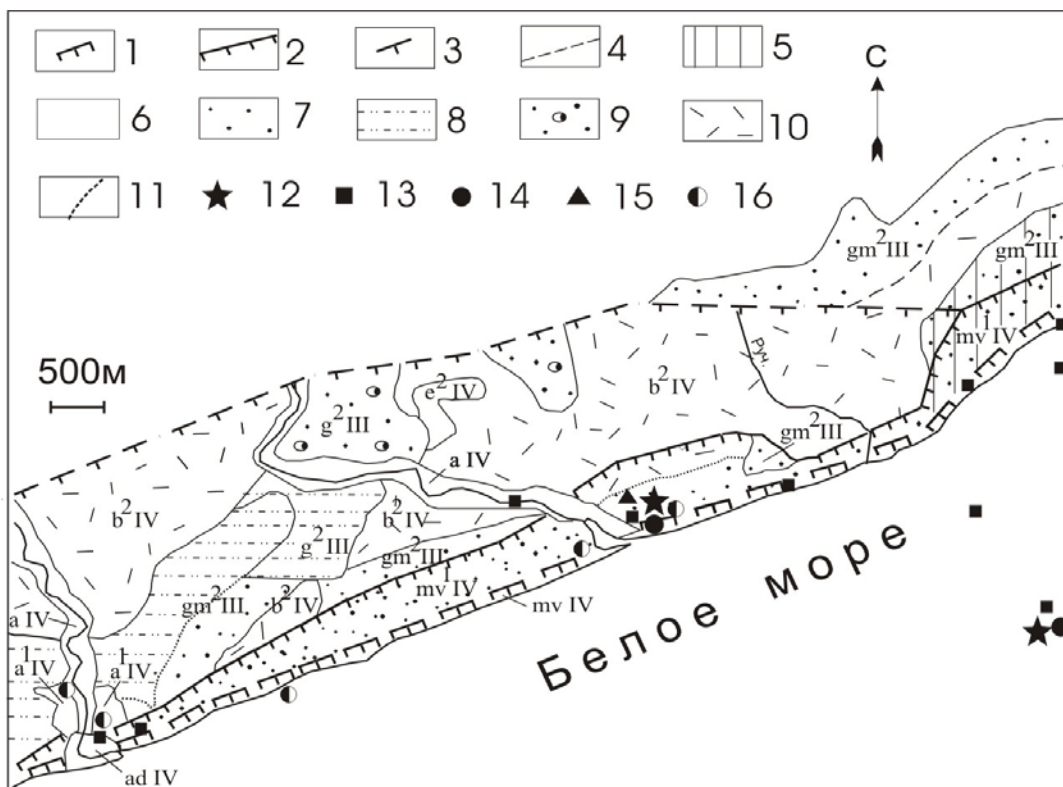 1 2 3 4 5
С
6 7 8 9 10
11 12 13 14 15 16
gm²III
gm²III
mv¹IV
500м
Руч.
e²IV
b²IV
g²III
gm²III
a IV
b²IV
b²IV
g²III
gm²III
mv¹IV
gm²III
b²IV
mv IV
a IV
a¹IV
a¹IV
Белое море
ad IV